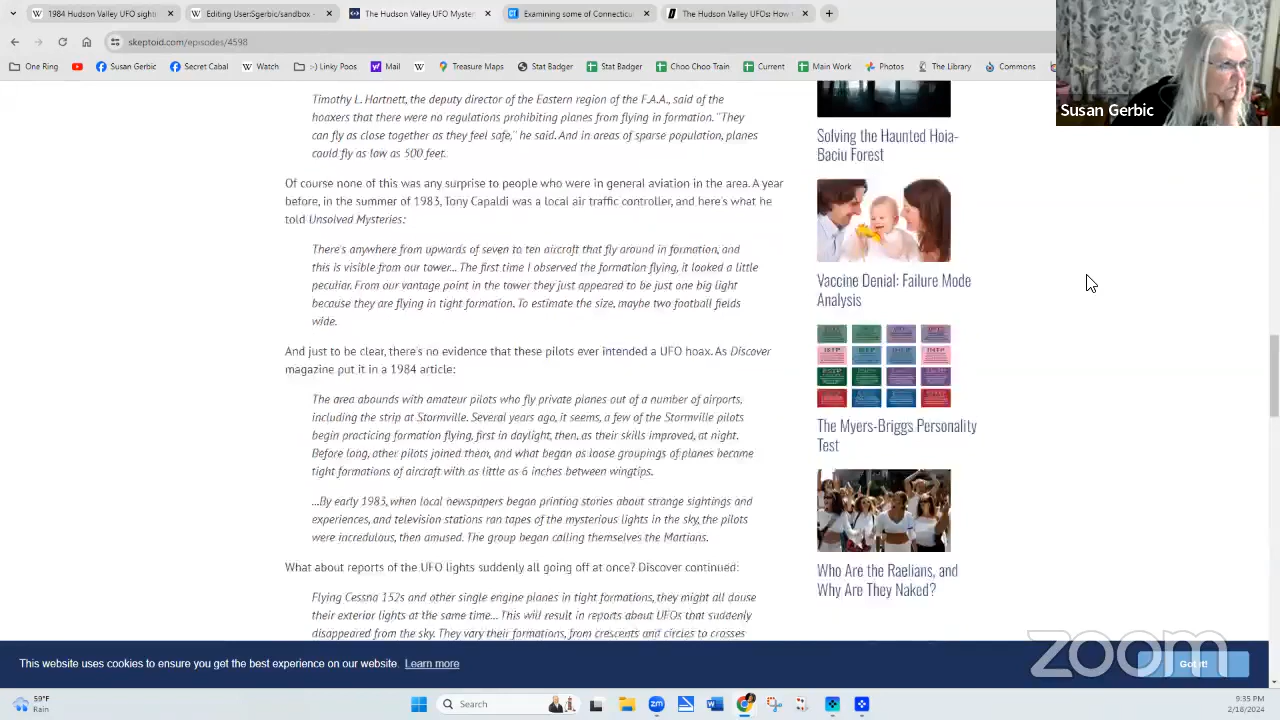 1984 Hudson Valley UFO sighti
Editing UserSgerbic/sandbox
The Hudson Valley UFO Myster
Examining some of Connecticu
The Hudson Valley UFOs: How t
skeptoid.com/episodes/4598
One Ring
Susan Gerbic
Secret Cabal
Watch
:-) Linky Poo
Mail
Treasure Maps
Stat Badger
Stat Badger
Choo Choo Train
Current
Main Work
Photos
The Library
Commons
Susan Gerbic
Timothy L. Hartnett, the deputy director of the Eastern region of the F.A.A., said of the
hoaxers that no regulations prohibit planes from flying in formation. "They
can fly as close together as they feel safe," he said. And in areas of sparse population, planes
could fly as low as 500 feet.
Of course none of this was any surprise to people who were in general aviation in the area. A year
before, in the summer of 1983, Tony Capaldi was a local air traffic controller, and here's what he
told Unsolved Mysteries:
There's anywhere from upwards of seven to ten aircraft that fly around in formation, and
this is visible from our tower... The first time I observed the formation flying, it looked a little
peculiar. From my vantage point in the tower they just appeared to be just one big light
because they are flying in tight formation. To estimate the size, maybe two football fields
wide.
And just to be clear, there's no evidence that these pilots ever intended a UFO hoax. As Discover
magazine put it in a 1984 article:
The area abounds with amateur pilots who fly private planes out of a number of airports,
including the strip at Stormville. Some years ago, it seems, a few of the Stormville pilots
begin practicing formation flying, first in daylight, then, as their skills improved, at night.
Before long, other pilots joined them, and what began as loose groupings of planes became
tight formations of aircraft with as little as 6 inches between wingtips.
...By early 1983, when local newspapers began printing stories about strange sightings and
experiences, and television stations ran tapes of the mysterious lights in the sky, the pilots
were incredulous, then amused. The group began calling themselves the Martians.
What about reports of the UFO lights suddenly all going off at once? Discover continued:
Flying Cessna 152s and other single engine planes in tight formations, they might all douse
their exterior lights at the same time... This will result in reports about UFOs that suddenly
disappeared from the sky. They vary their formations, from crescents and circles to crosses
Solving the Haunted Hoia-
Baciu Forest
Vaccine Denial: Failure Mode
Analysis
The Myers-Briggs Personality
Test
Who Are the Raelians, and
Why Are They Naked?
This website uses cookies to ensure you get the best experience on our website. Learn more
Got it!
zoom
59°F
Rain
Search
9:35 PM
2/18/2024